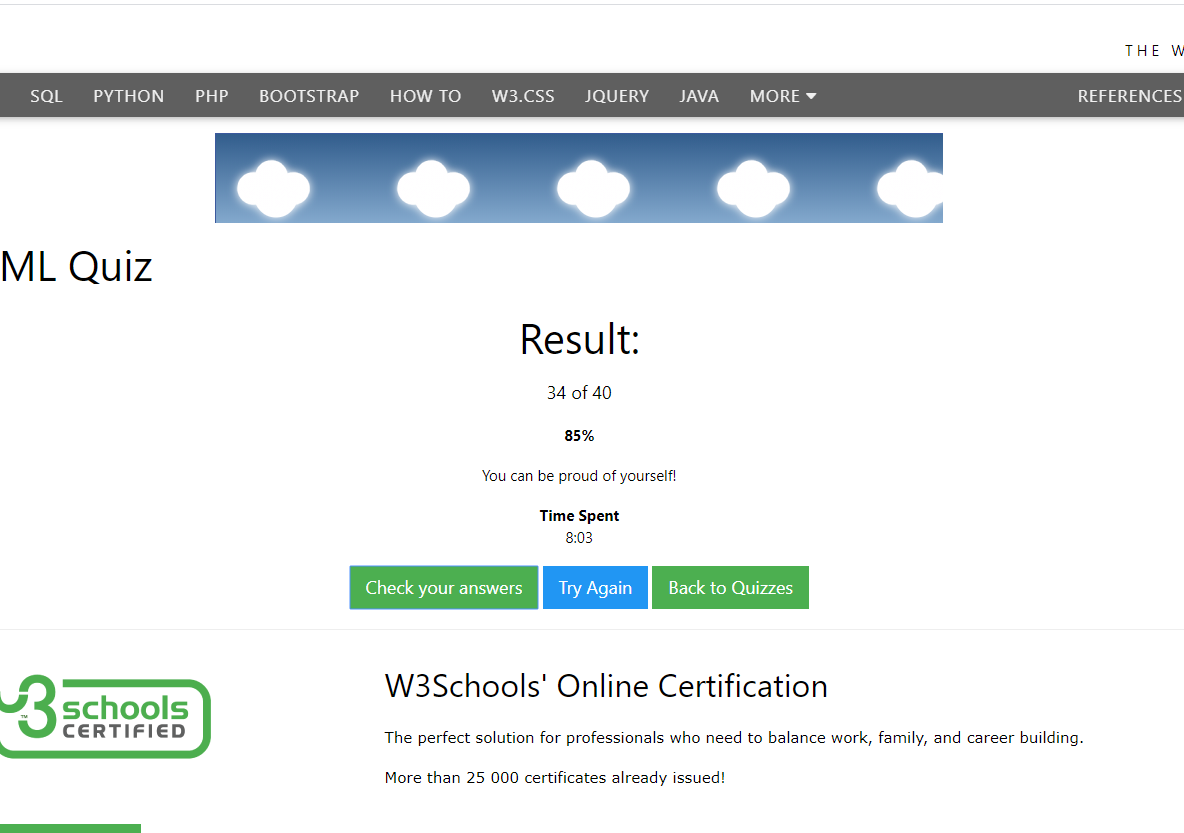 THE W
SQL PYTHON PHP BOOTSTRAP HOW TO W3.CSS JQUERY JAVA MORE REFERENCES
ML Quiz
Result:
34 of 40
85%
You can be proud of yourself!
Time Spent
8:03
Check your answers Try Again Back to Quizzes
W3Schools' Online Certification
3schools
™
CERTIFIED
The perfect solution for professionals who need to balance work, family, and career building.
More than 25 000 certificates already issued!